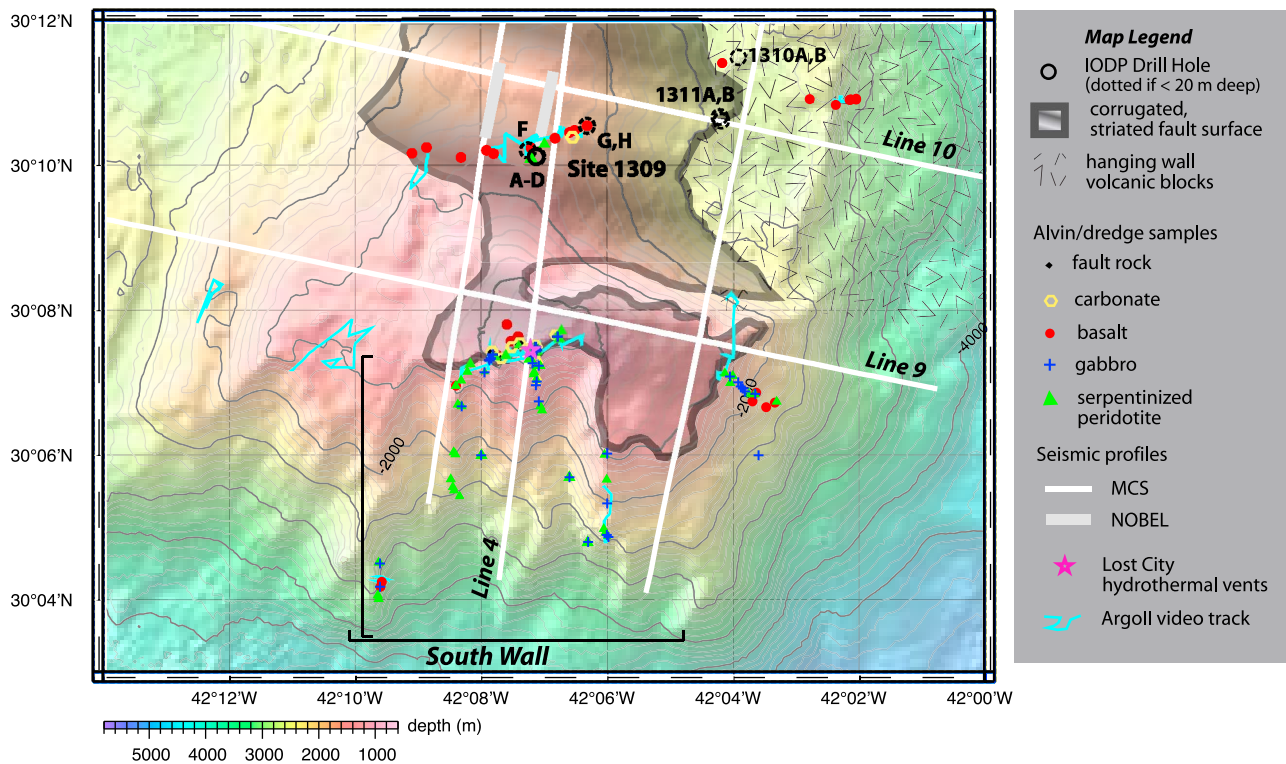 30°12'N
30°10'N
30°08'N
30°06'N
30°04'N
42°12'W
42°10'W
42°08'W
42°06'W
42°04'W
42°02'W
42°00'W
1310A,B
1311A,B
Line 10
F
G,H
Site 1309
A-D
Line 9
-4000
-2000
-2000
Line 4
South Wall
depth (m)
5000 4000 3000 2000 1000
Map Legend
IODP Drill Hole
(dotted if < 20 m deep)
corrugated,
striated fault surface
hanging wall
volcanic blocks
Alvin/dredge samples
fault rock
carbonate
basalt
gabbro
serpentinized
peridotite
Seismic profiles
MCS
NOBEL
Lost City
hydrothermal vents
ArgoII video track